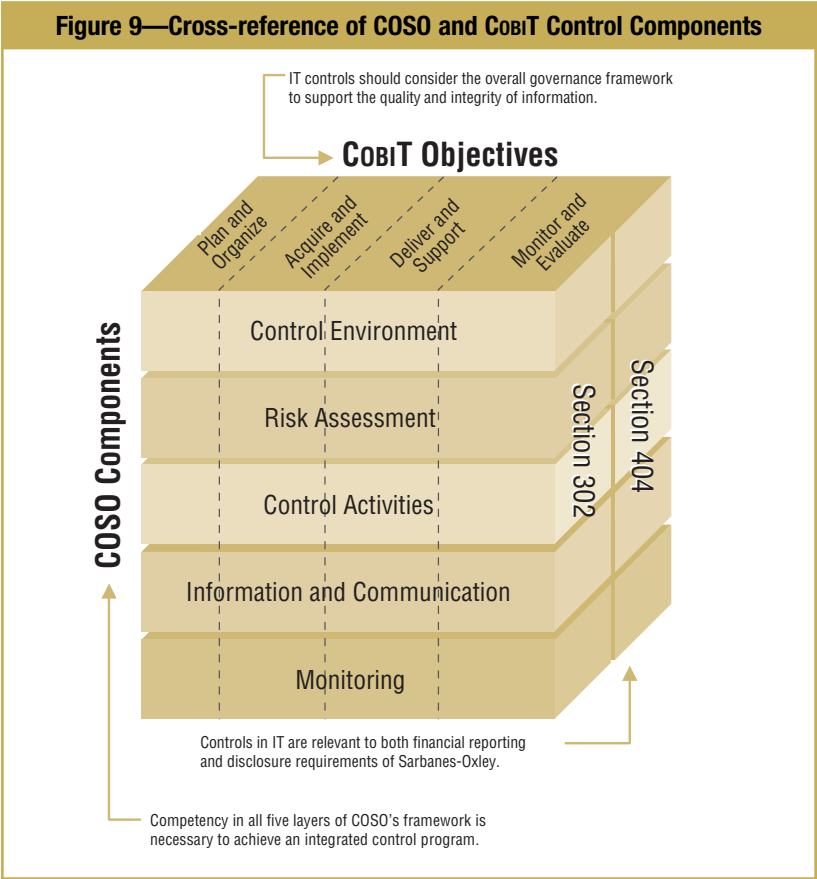 Figure 9—Cross-reference of COSO and COBIT Control Components
IT controls should consider the overall governance framework
to support the quality and integrity of information.
COBIT Objectives
Plan and
Organize
Acquire and
Implement
Deliver and
Support
Monitor and
Evaluate
COSO Components
Control Environment
Risk Assessment
Control Activities
Information and Communication
Monitoring
Section 302
Section 404
Controls in IT are relevant to both financial reporting
and disclosure requirements of Sarbanes-Oxley.
Competency in all five layers of COSO’s framework is
necessary to achieve an integrated control program.